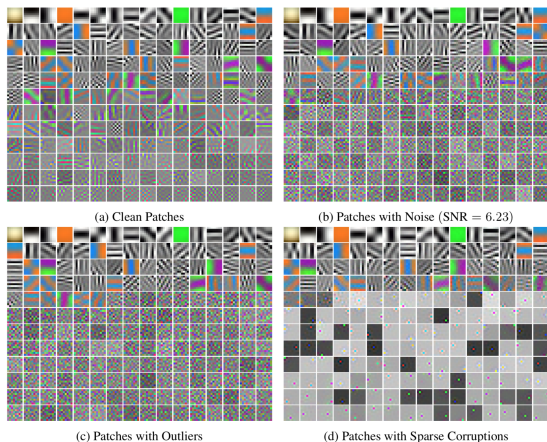 (a) Clean Patches
(b) Patches with Noise (SNR = 6.23)
(c) Patches with Outliers
(d) Patches with Sparse Corruptions